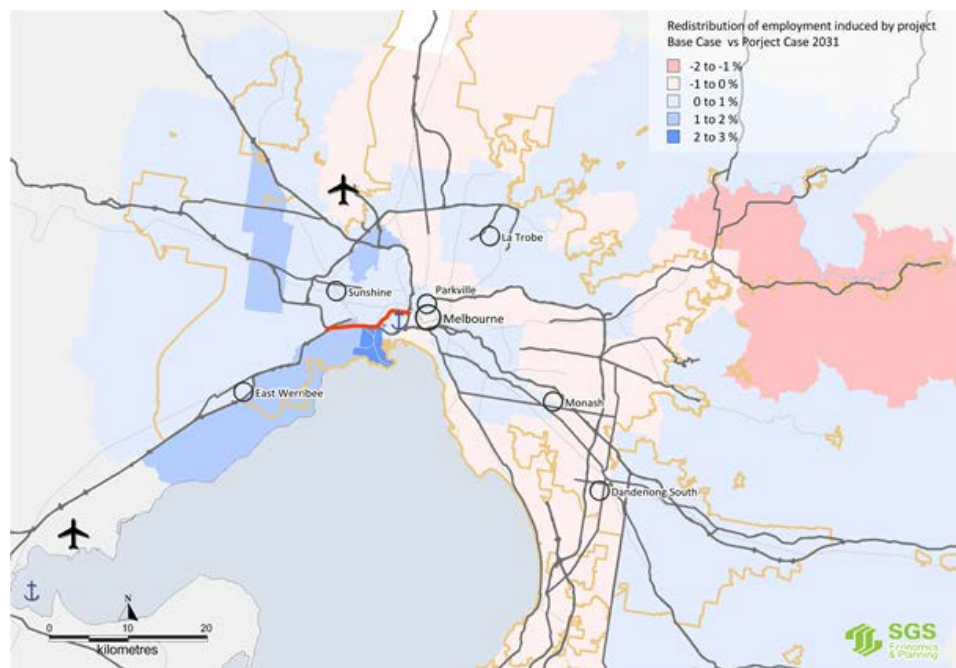 Redistribution of employment induced by project
Base Case vs Porject Case 2031
-2 to -1 %
-1 to 0 %
0 to 1 %
1 to 2 %
2 to 3 %
La Trobe
Sunshine
Parkville
Melbourne
East Werribee
Monash
Dandenong South
N
0 10 20
kilometres
SGS
Economics
& Planning